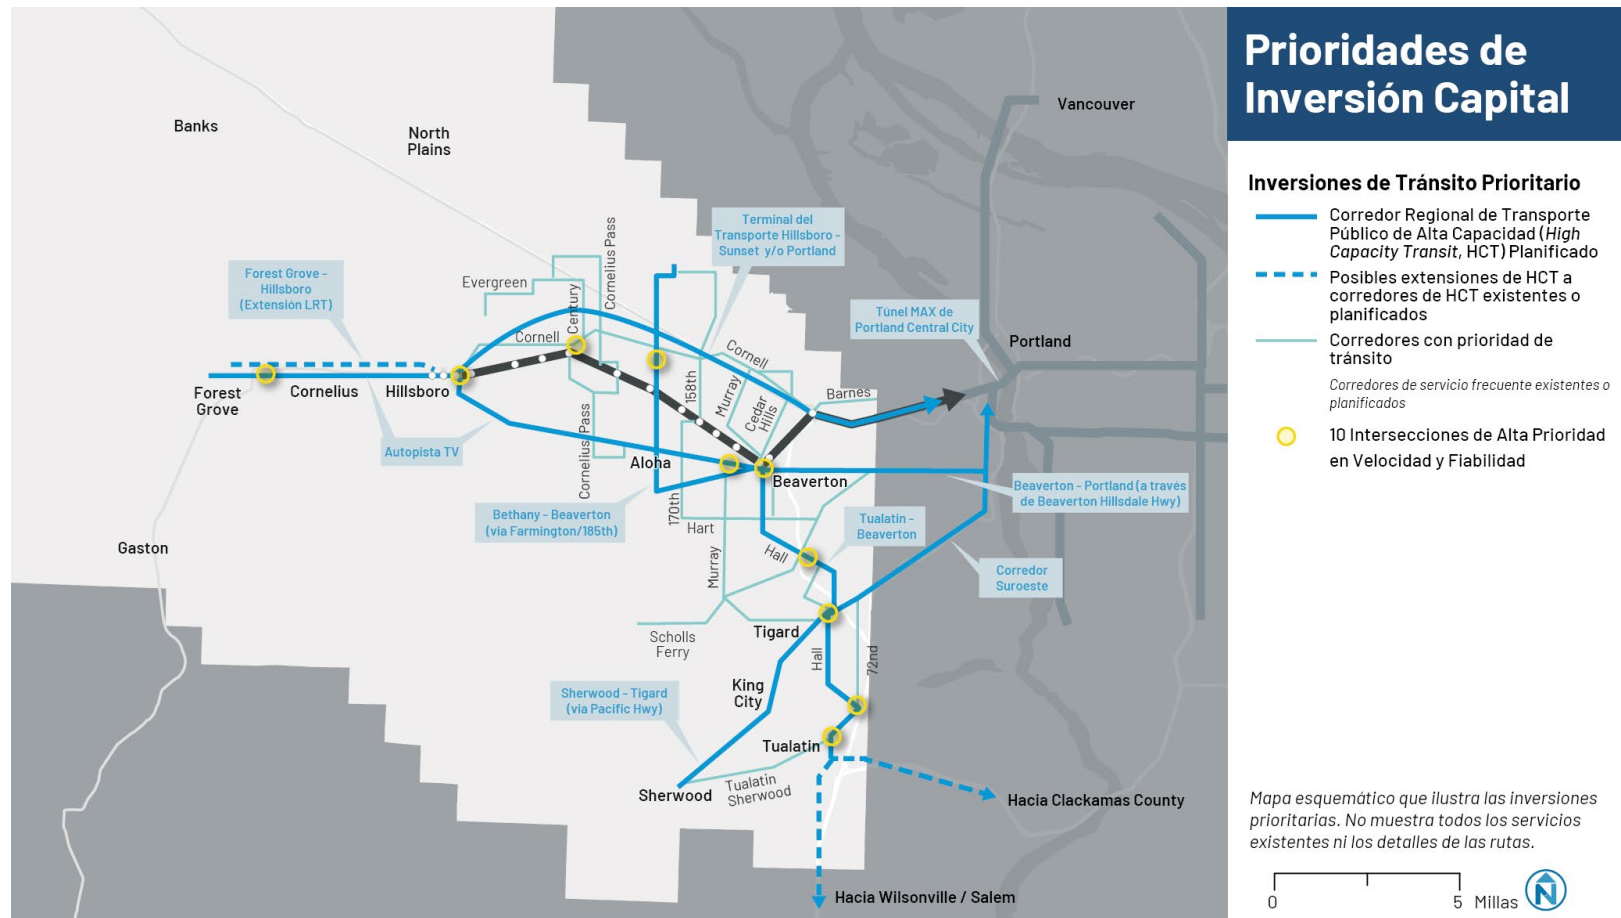 Prioridades de
Inversión Capital
Inversiones de Tránsito Prioritario
Corredor Regional de Transporte
Público de Alta Capacidad (High
Capacity Transit, HCT) Planificado
Posibles extensiones de HCT a
corredores de HCT existentes o
planificados
Corredores con prioridad de
tránsito
Corredores de servicio frecuente existentes o
planificados
10 Intersecciones de Alta Prioridad
en Velocidad y Fiabilidad
Mapa esquemático que ilustra las inversiones
prioritarias. No muestra todos los servicios
existentes ni los detalles de las rutas.
0
5 Millas
N
Vancouver
Banks
North
Plains
Terminal del
Transporte Hillsboro -
Sunset y/o Portland
Cornelius Pass
Forest Grove -
Hillsboro
(Extensión LRT)
Evergreen
Century
Cornell
Túnel MAX de
Portland Central City
Portland
Cornell
158th
Murray
Cedar
Hills
Barnes
Forest
Grove
Cornelius
Hillsboro
Autopista TV
Cornelius Pass
Aloha
Beaverton
Beaverton - Portland (a través
de Beaverton Hillsdale Hwy)
Bethany - Beaverton
(via Farmington/185th)
170th
Hart
Tualatin -
Beaverton
Gaston
Murray
Hall
Corredor
Suroeste
Scholls
Ferry
Tigard
Hall
72nd
Sherwood - Tigard
(via Pacific Hwy)
King
City
Tualatin
Sherwood
Tualatin
Sherwood
Hacia Clackamas County
Hacia Wilsonville / Salem